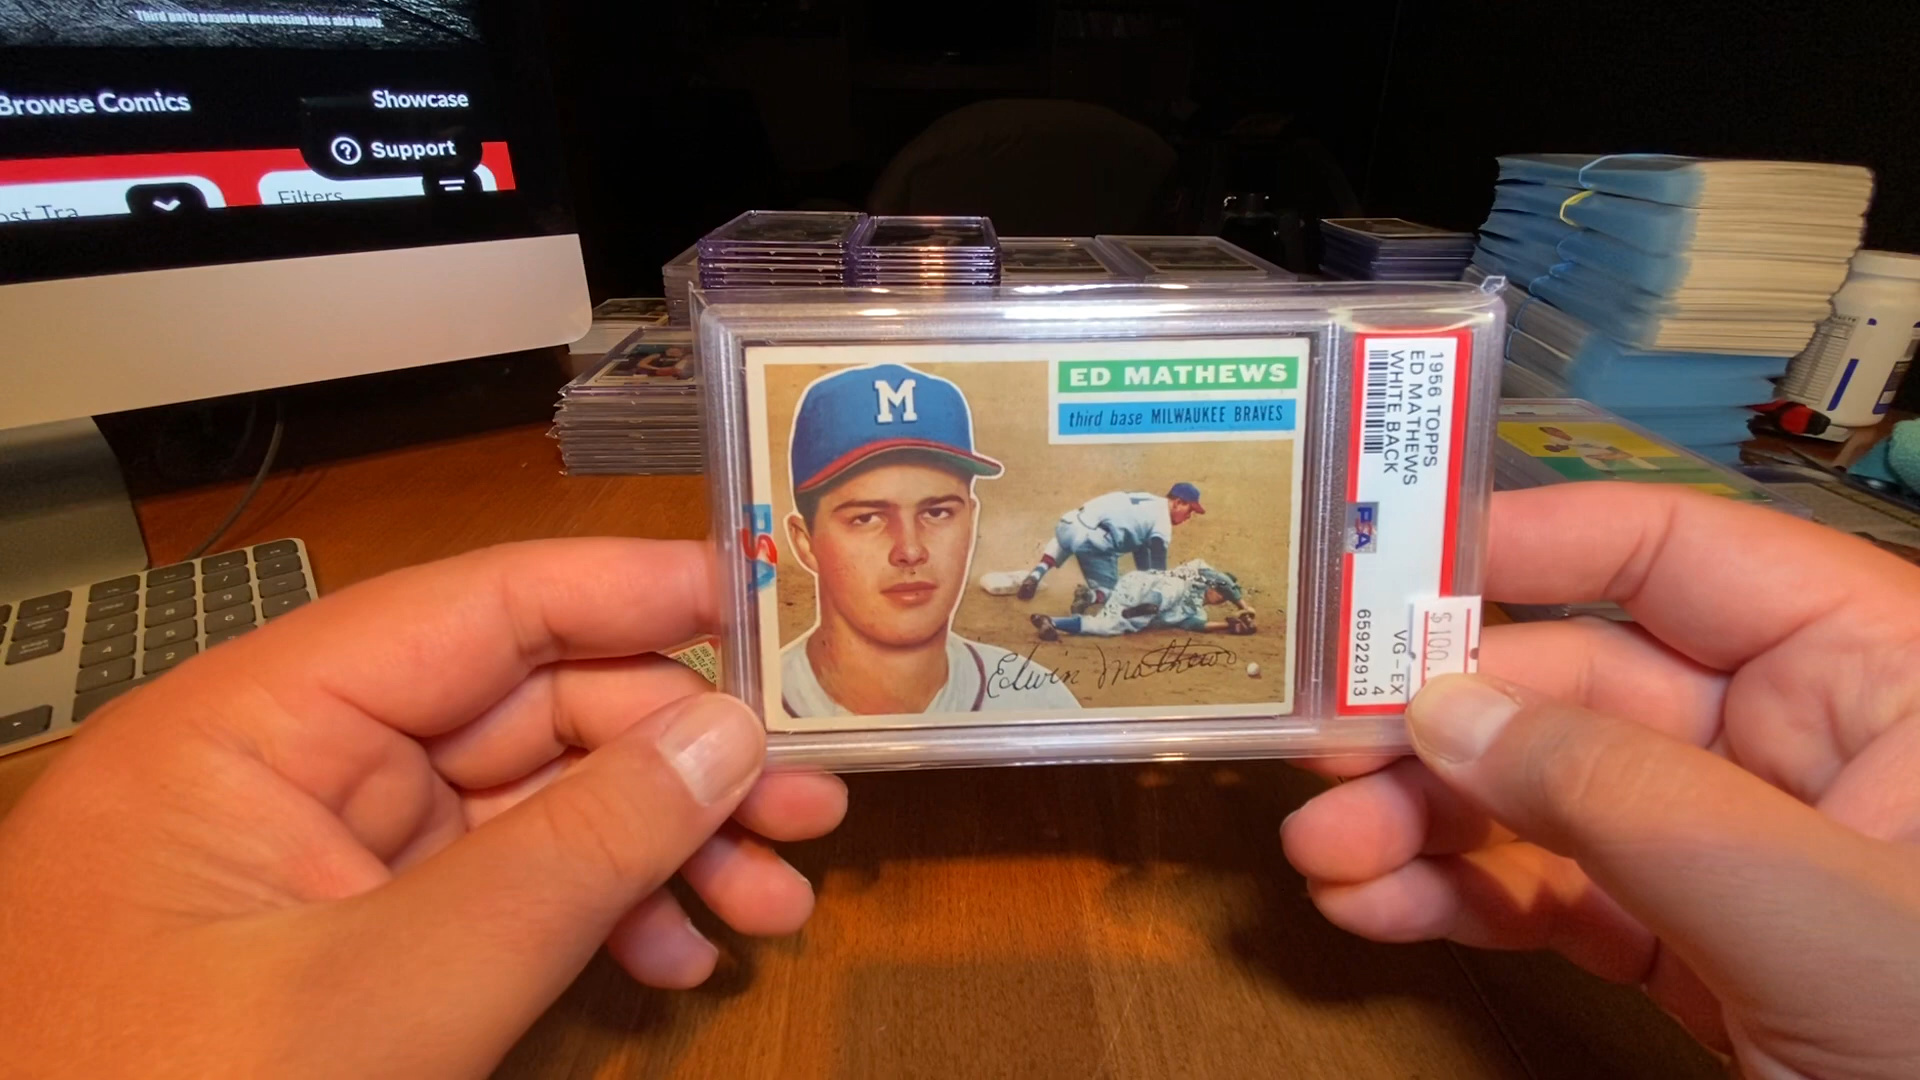 * Third party payment processing fees also apply.
Browse Comics
Showcase
Support
Filters
M
ED MATHEWS
third base MILWAUKEE BRAVES
Edwin Mathews
PSA
1956 TOPPS
ED MATHEWS
WHITE BACK
PSA
VG-EX
4
65922913
$100.